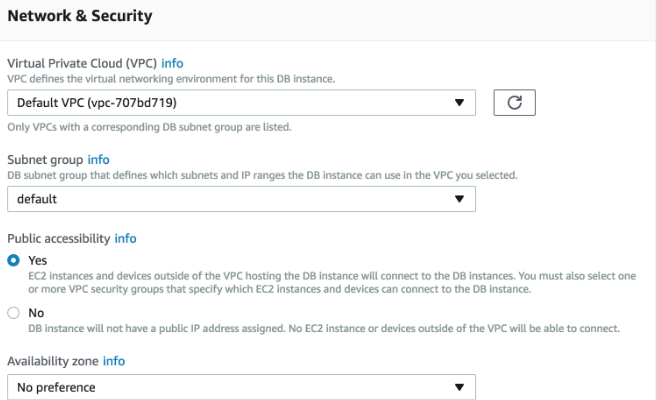 Network & Security
Virtual Private Cloud (VPC) info
VPC defines the virtual networking environment for this DB instance.
Default VPC (vpc-707bd719)
Only VPCs with a corresponding DB subnet group are listed.
Subnet group info
DB subnet group that defines which subnets and IP ranges the DB instance can use in the VPC you selected.
default
Public accessibility info
Yes
EC2 instances and devices outside of the VPC hosting the DB instance will connect to the DB instances. You must also select one
or more VPC security groups that specify which EC2 instances and devices can connect to the DB instance.
No
DB instance will not have a public IP address assigned. No EC2 instance or devices outside of the VPC will be able to connect.
Availability zone info
No preference